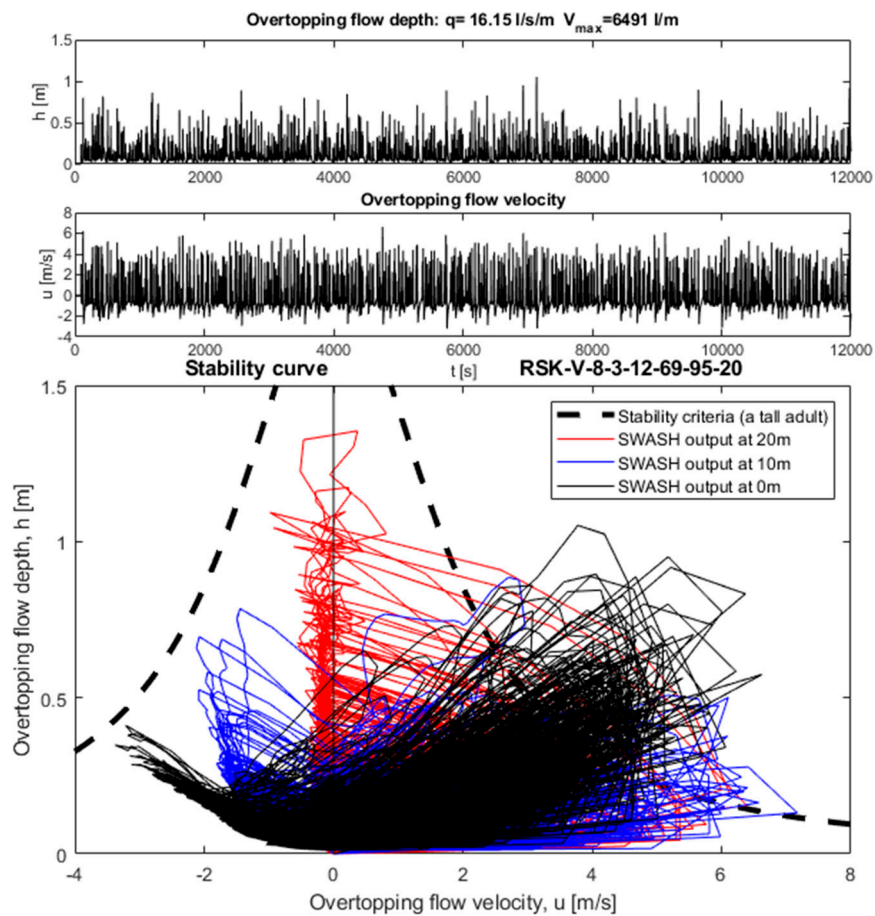 Overtopping flow depth: q= 16.15 l/s/m V_max=6491 l/m
1.5
1
0.5
0
h [m]
0 2000 4000 6000 8000 10000 12000
Overtopping flow velocity
8
6
4
2
0
-2
-4
u [m/s]
0 2000 4000 6000 8000 10000 12000
t [s]
Stability curve RSK-V-8-3-12-69-95-20
1.5
1
0.5
0
Overtopping flow depth, h [m]
Stability criteria (a tall adult)
SWASH output at 20m
SWASH output at 10m
SWASH output at 0m
-4 -2 0 2 4 6 8
Overtopping flow velocity, u [m/s]